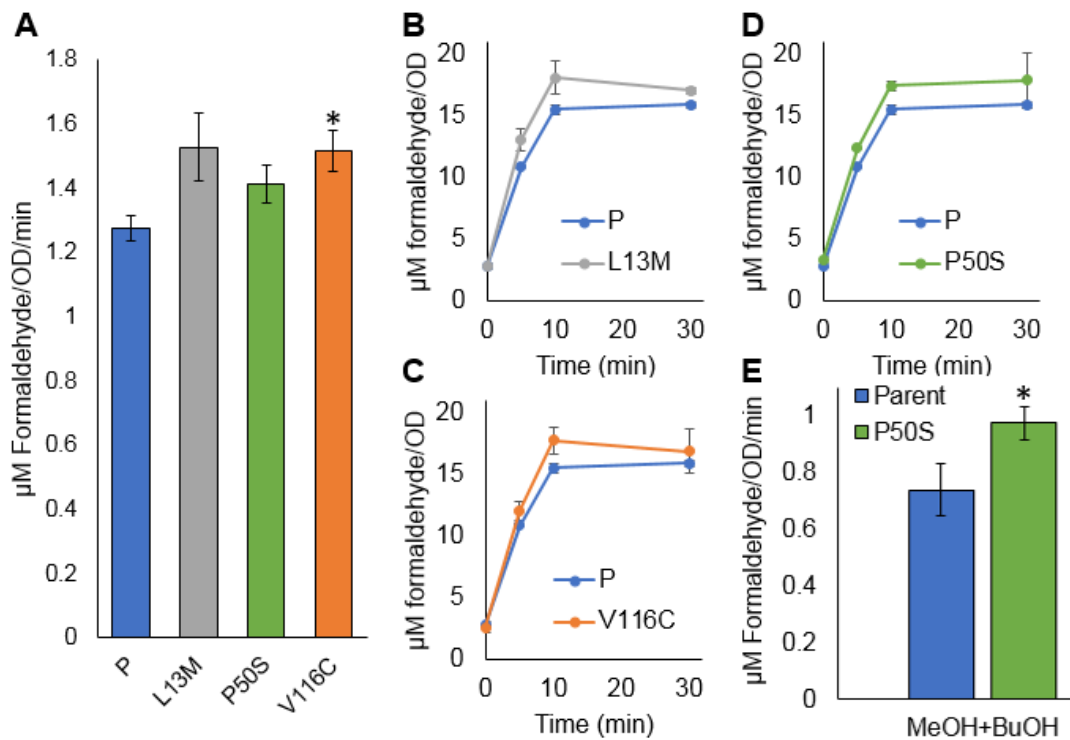 A
µM Formaldehyde/OD/min
1.8
1.6
1.4
1.2
1
0.8
0.6
0.4
0.2
0
*
P
L13M
P50S
V116C
B
µM formaldehyde/OD
20
15
10
5
0
P
L13M
0 10 20 30
Time (min)
D
µM formaldehyde/OD
20
15
10
5
0
P
P50S
0 10 20 30
Time (min)
C
µM formaldehyde/OD
20
15
10
5
0
P
V116C
0 10 20 30
Time (min)
E
µM Formaldehyde/OD/min
Parent
P50S
*
1
0.8
0.6
0.4
0.2
0
MeOH+BuOH